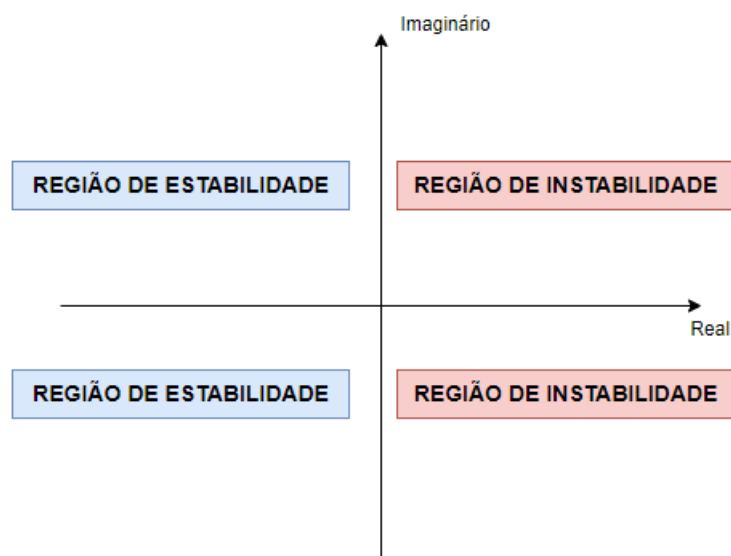 Imaginário
REGIÃO DE ESTABILIDADE
REGIÃO DE INSTABILIDADE
Real
REGIÃO DE ESTABILIDADE
REGIÃO DE INSTABILIDADE